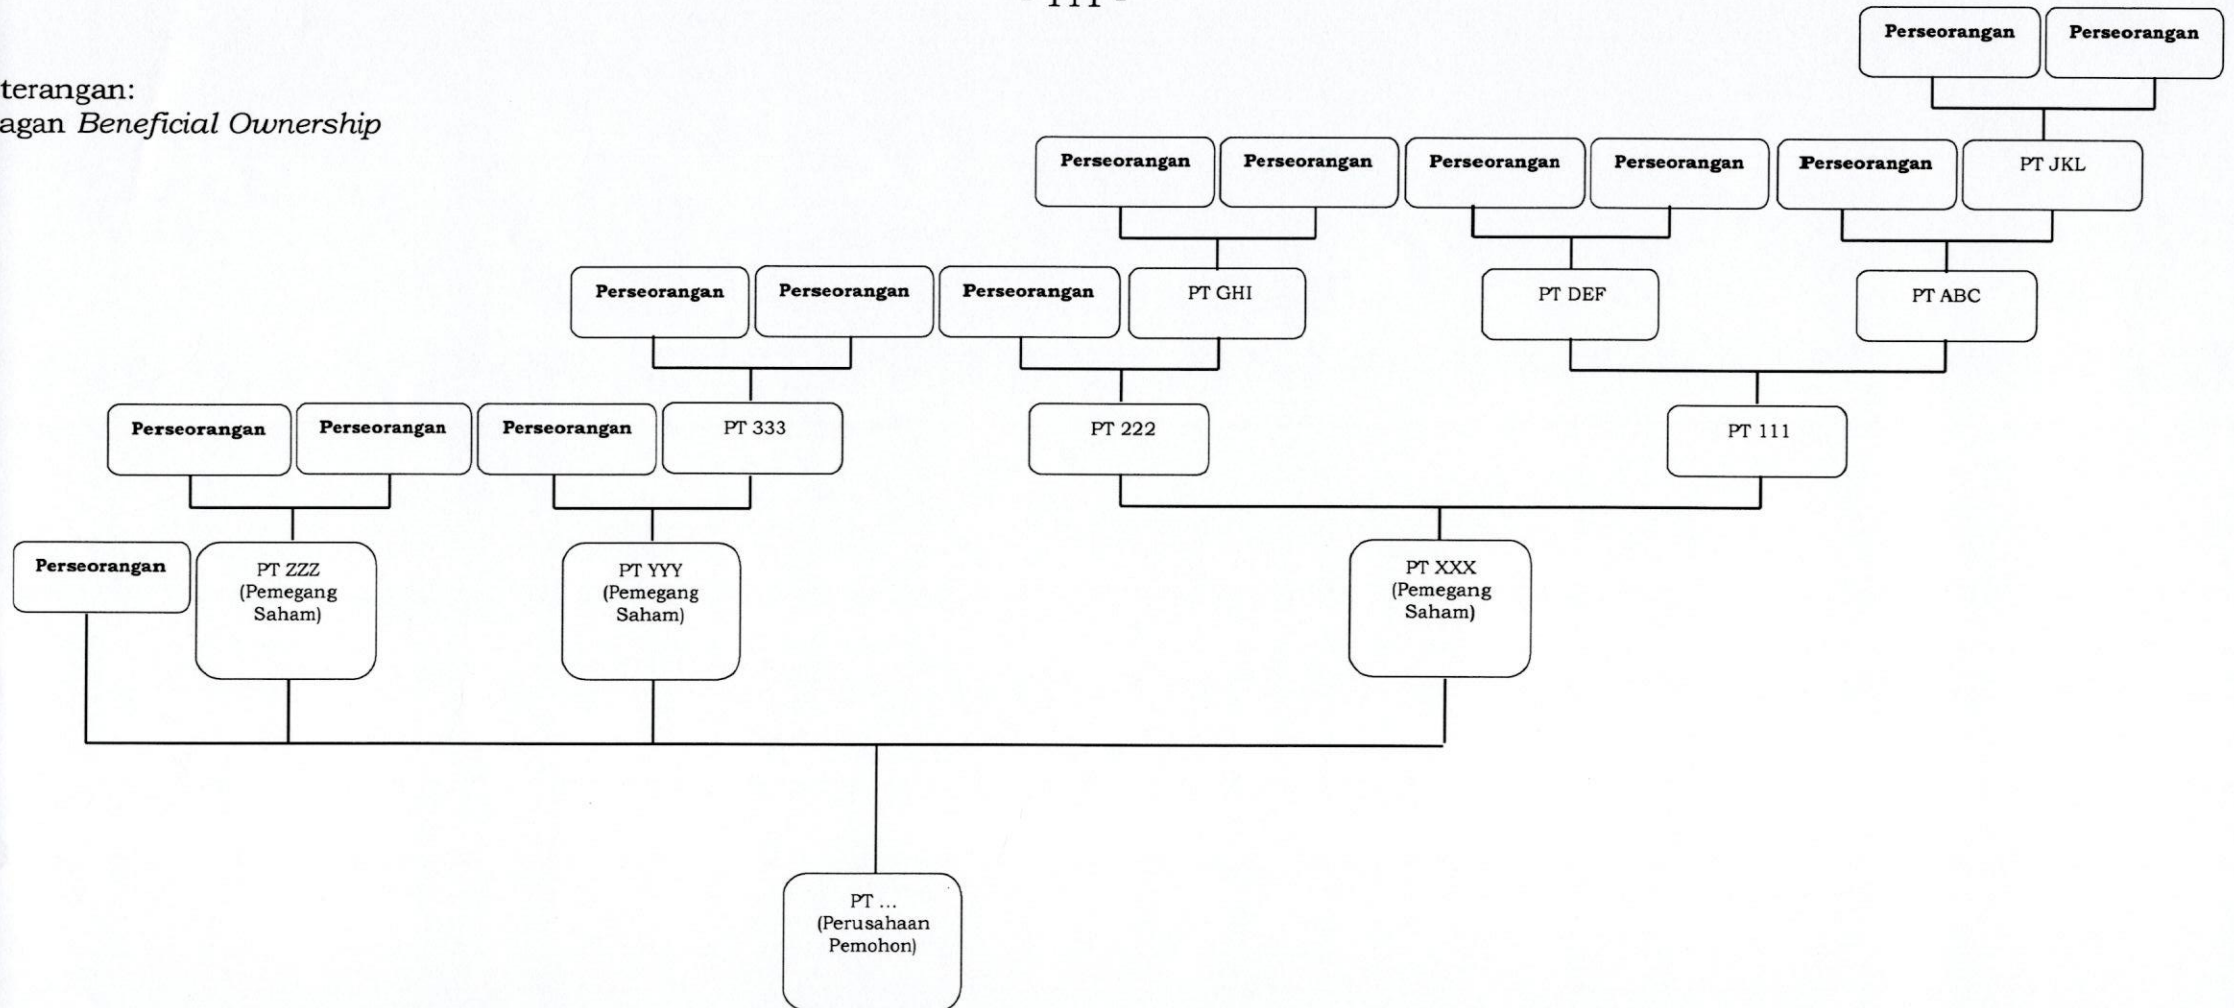 Perseorangan
Perseorangan
terangan:
agan Beneficial Ownership
Perseorangan
Perseorangan
Perseorangan
Perseorangan
Perseorangan
PT JKL
Perseorangan
Perseorangan
Perseorangan
PT GHI
PT DEF
PT ABC
Perseorangan
Perseorangan
Perseorangan
PT 333
PT 222
PT 111
Perseorangan
PT ZZZ
(Pemegang
Saham)
PT YYY
(Pemegang
Saham)
PT XXX
(Pemegang
Saham)
PT ...
(Perusahaan
Pemohon)